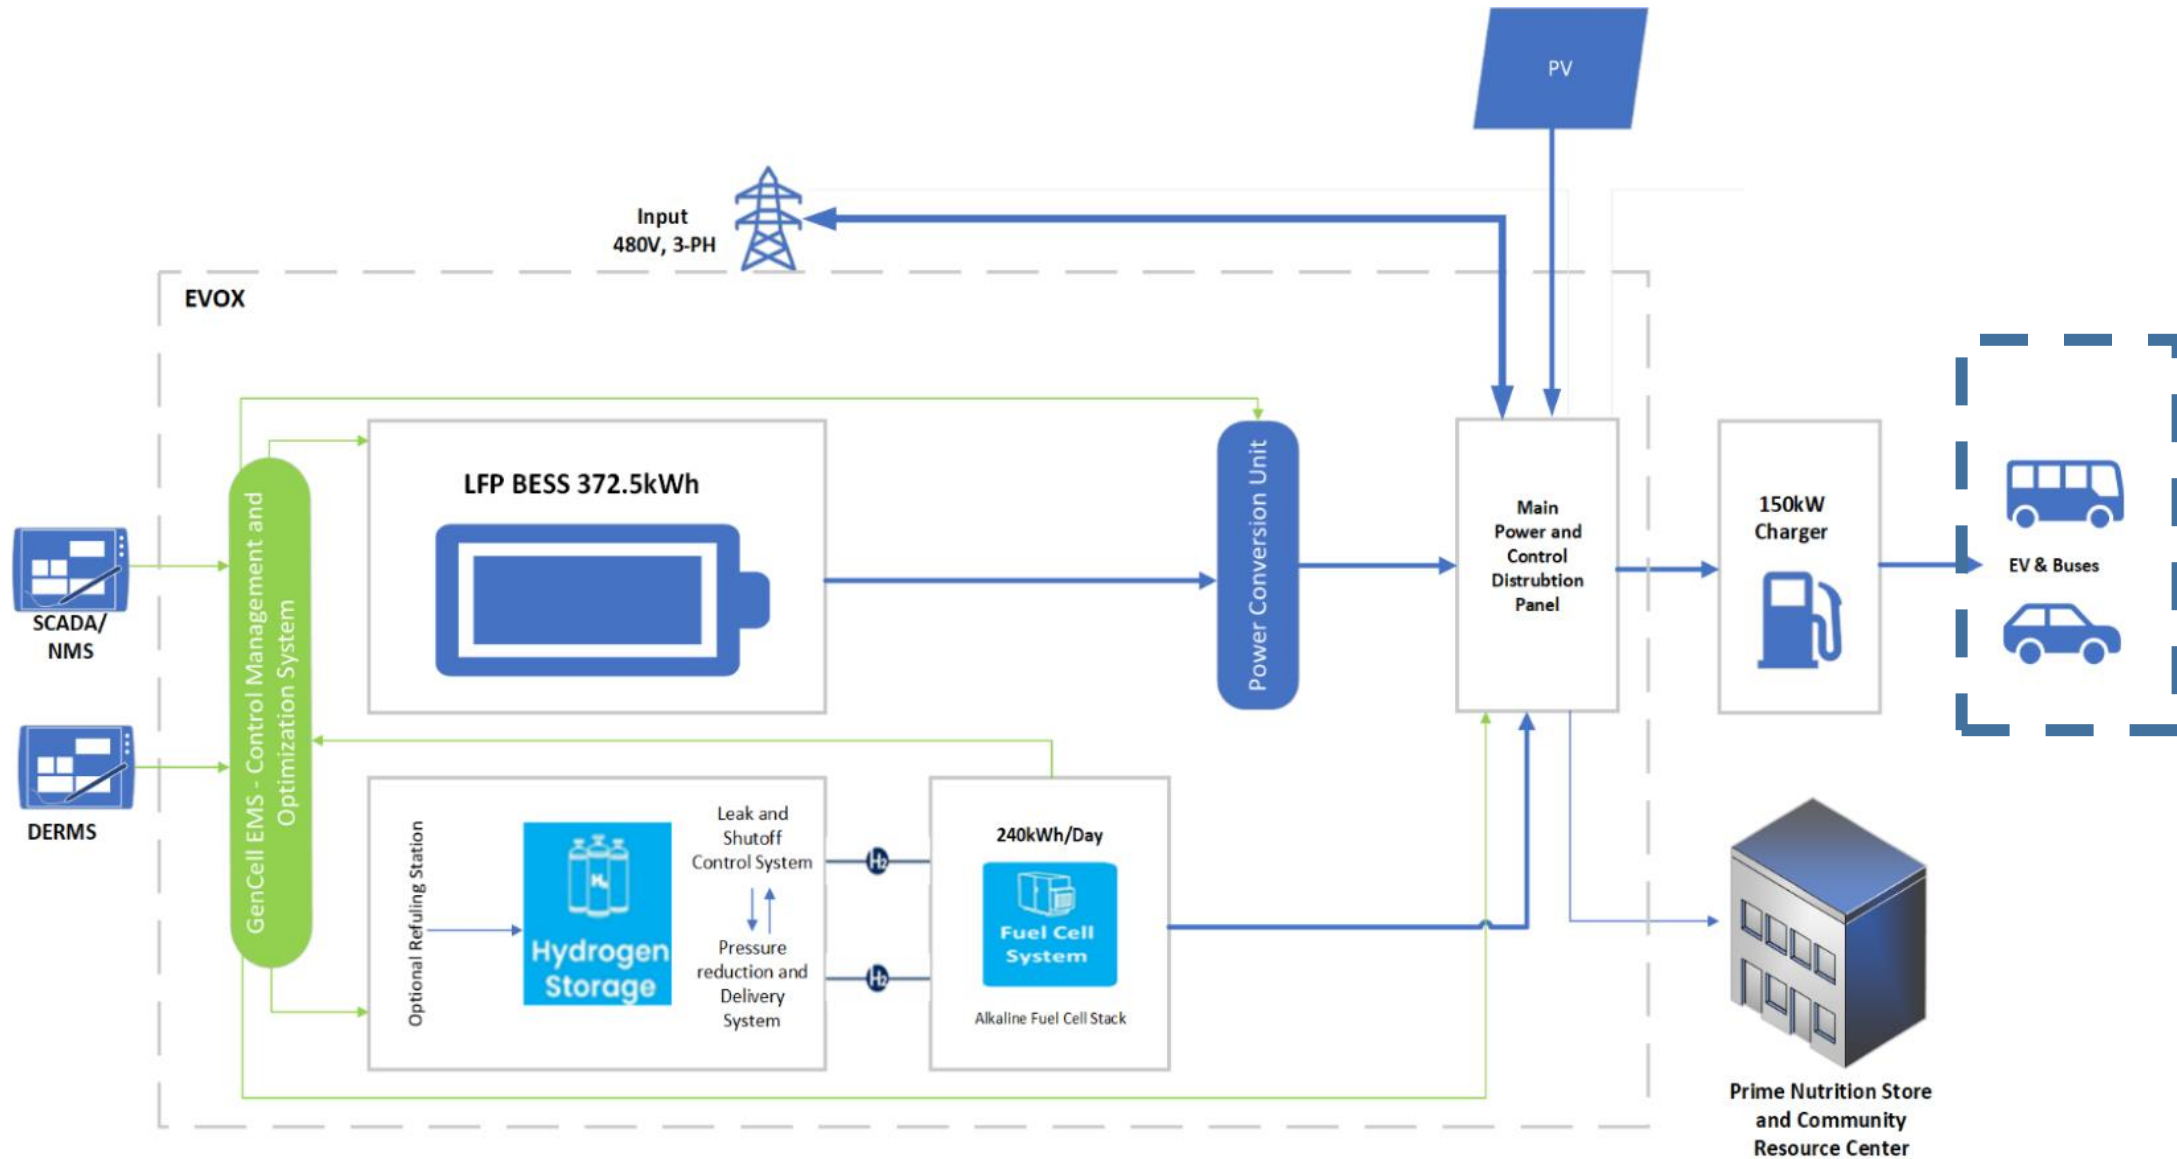 PV
Input
480V, 3-PH
EVOX
LFP BESS 372.5kWh
Power Conversion Unit
Main
Power and
Control
Distrubtion
Panel
150kW
Charger
EV & Buses
SCADA/
NMS
DERMS
GenCell EMS - Control Management and
Optimization System
Optional Refuling Station
Hydrogen
Storage
Leak and
Shutoff
Control System
Pressure
reduction and
Delivery
System
H₂
H₂
240kWh/Day
Fuel Cell
System
Alkaline Fuel Cell Stack
Prime Nutrition Store
and Community
Resource Center